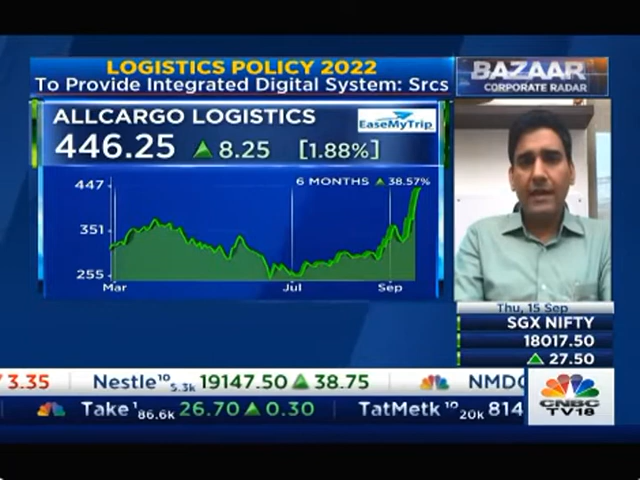 LOGISTICS POLICY 2022
To Provide Integrated Digital System: Srcs
BAZAAR
CORPORATE RADAR
ALLCARGO LOGISTICS
EaseMyTrip
446.25 ▲ 8.25 [1.88%]
6 MONTHS ▲ 38.57%
447
351
255
Mar Jul Sep
Thu, 15 Sep
SGX NIFTY
18017.50
▲ 27.50
3.35 Nestle 10 5.3k 19147.50 ▲ 38.75 NMDC
Take 1 86.6k 26.70 ▲ 0.30 TatMetk 10 20k 814
CNBC
TV18